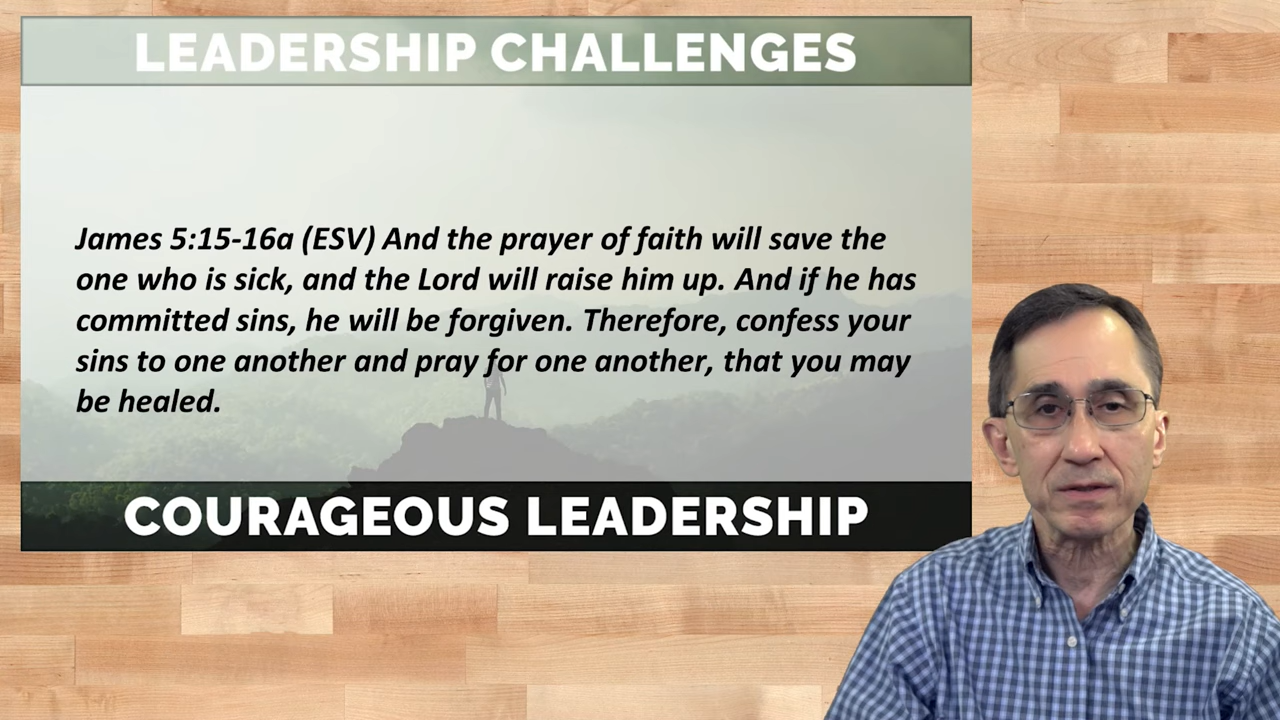 LEADERSHIP CHALLENGES
James 5:15-16a (ESV) And the prayer of faith will save the
one who is sick, and the Lord will raise him up. And if he has
committed sins, he will be forgiven. Therefore, confess your
sins to one another and pray for one another, that you may
be healed.
COURAGEOUS LEADERSHIP